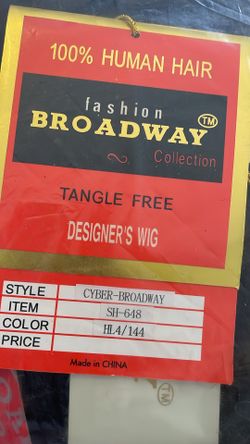 100% HUMAN HAIR
fashion
BROADWAY TM
Collection
TANGLE FREE
DESIGNER'S WIG
STYLE CYBER-BROADWAY
ITEM SH-648
COLOR HL4/144
PRICE
Made in CHINA
TM